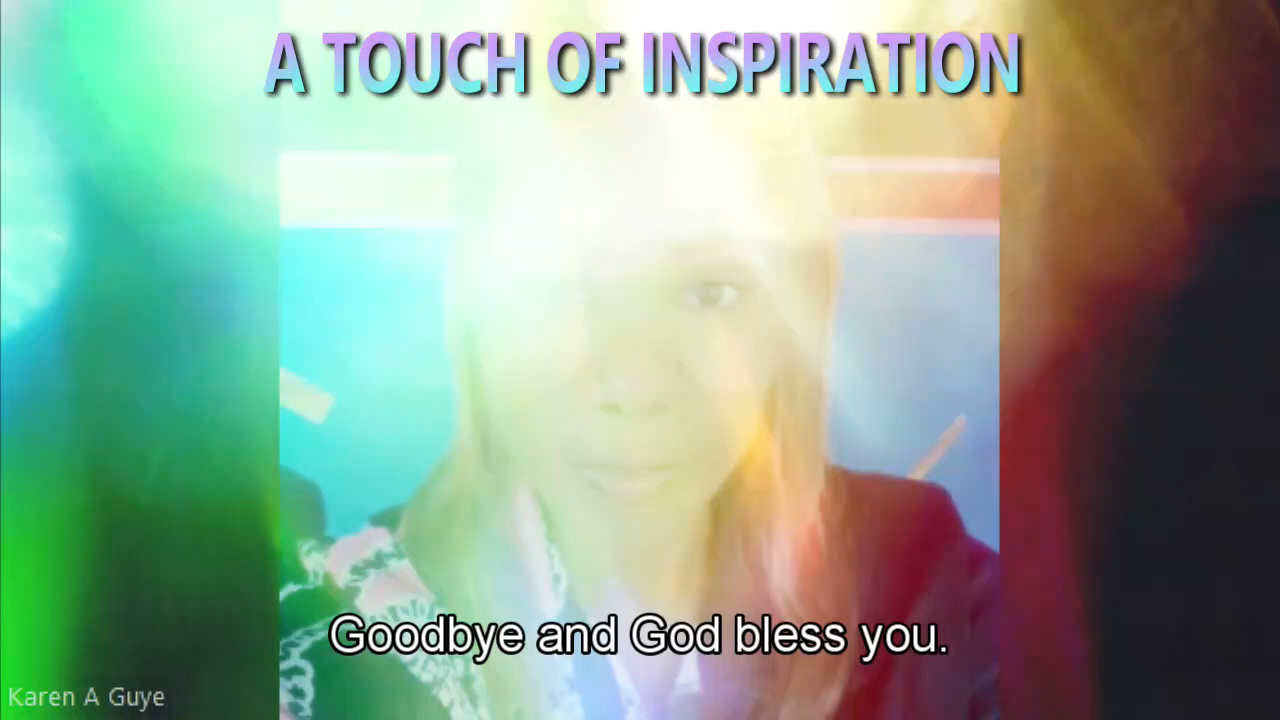 A TOUCH OF INSPIRATION
Goodbye and God bless you.
Karen A Guye